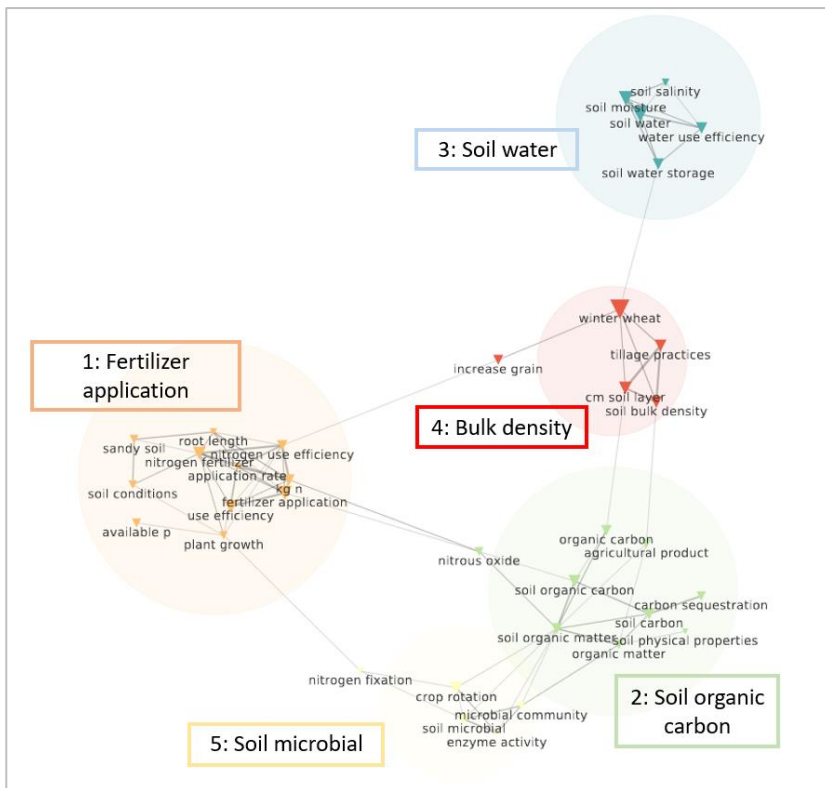 soil salinity
soil moisture
soil water
water use efficiency
3: Soil water
soil water storage
winter wheat
tillage practices
1: Fertilizer
application
increase grain
cm soil layer
soil bulk density
4: Bulk density
root length
sandy soil
nitrogen use efficiency
nitrogen fertilizer
application rate
kg n
soil conditions
fertilizer application
use efficiency
available p
plant growth
organic carbon
agricultural product
nitrous oxide
soil organic carbon
carbon sequestration
soil carbon
soil organic matter
soil physical properties
organic matter
nitrogen fixation
crop rotation
2: Soil organic
carbon
microbial community
soil microbial
enzyme activity
5: Soil microbial